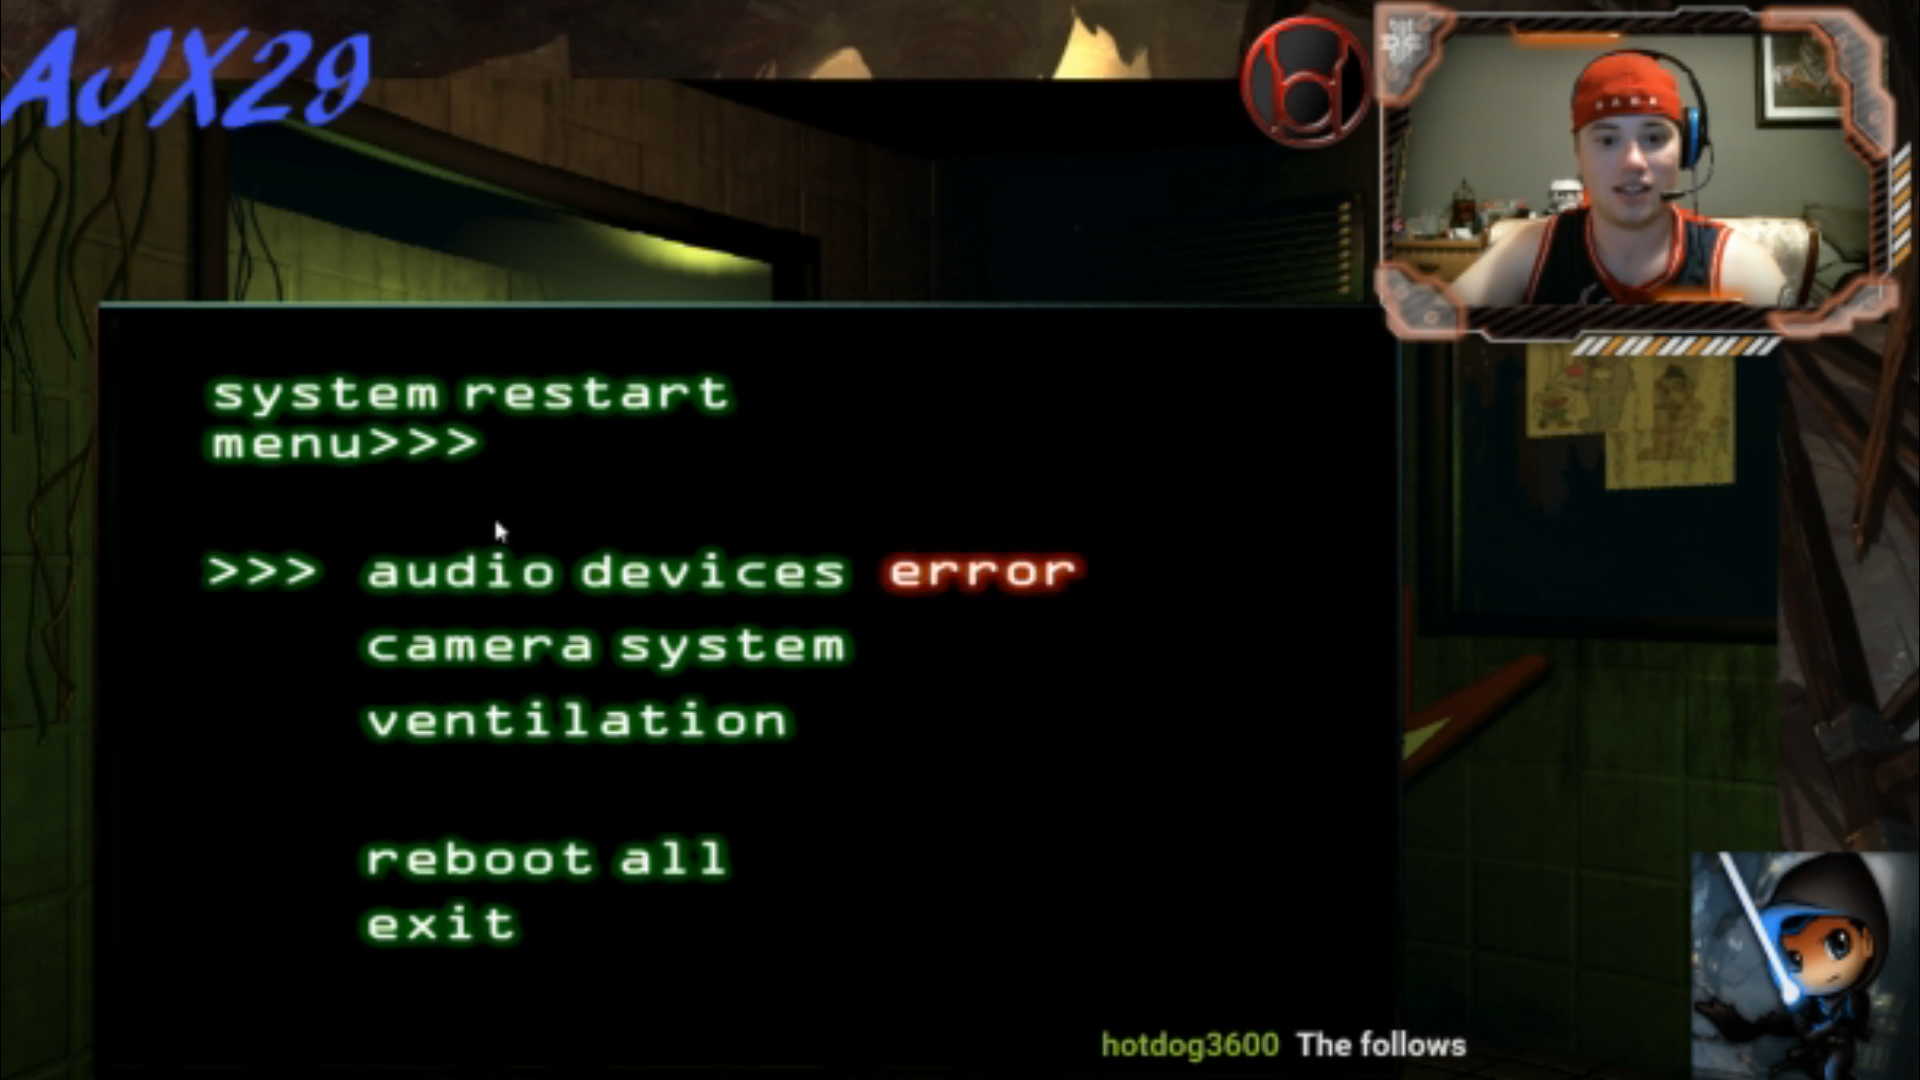 AJX29
system restart
menu>>>
>>> audio devices error
camera system
ventilation
reboot all
exit
hotdog3600 The follows